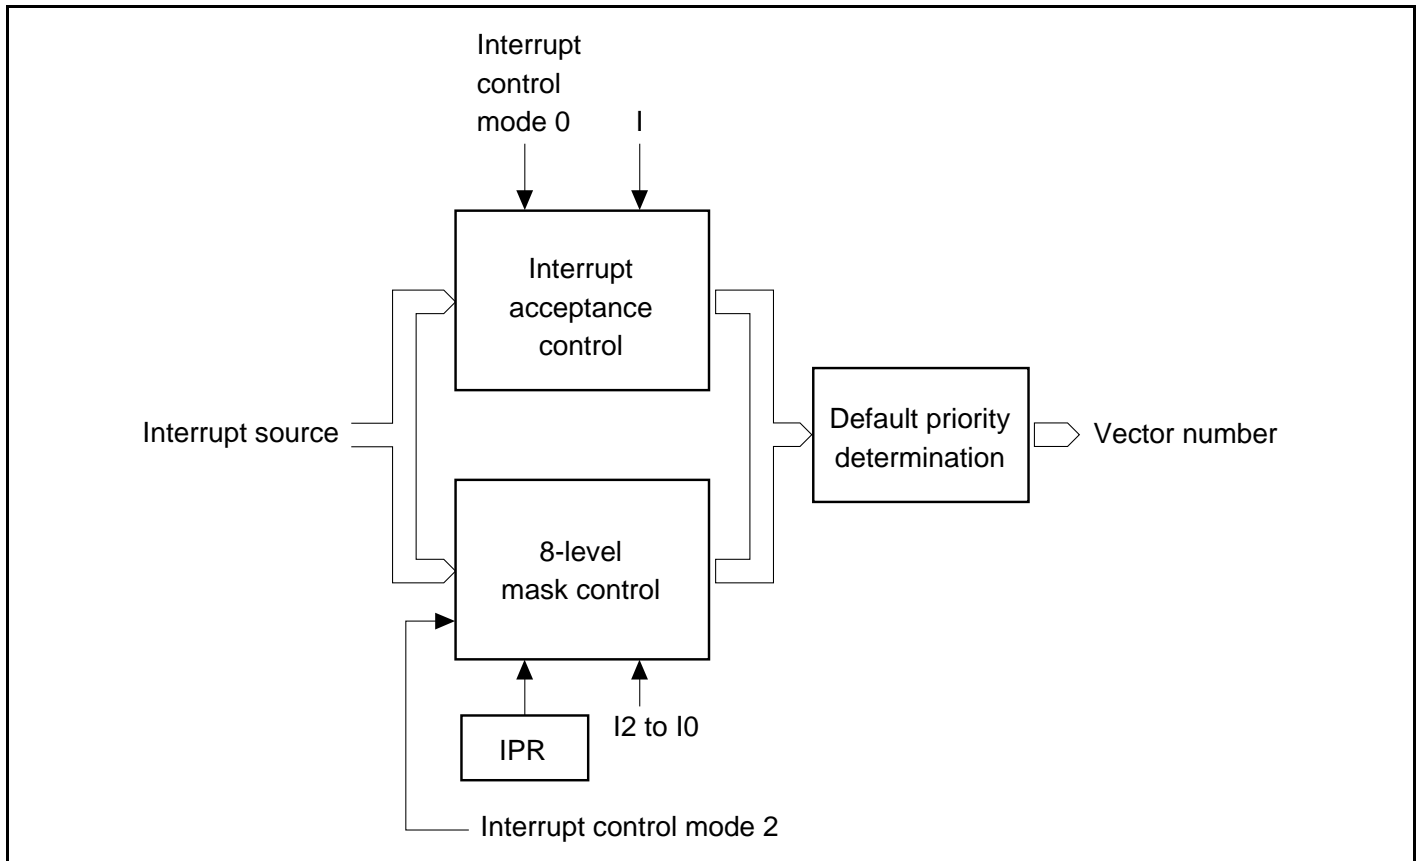 Interrupt
control
mode 0
I
Interrupt
acceptance
control
Interrupt source
Default priority
determination
Vector number
8-level
mask control
IPR
I2 to I0
Interrupt control mode 2